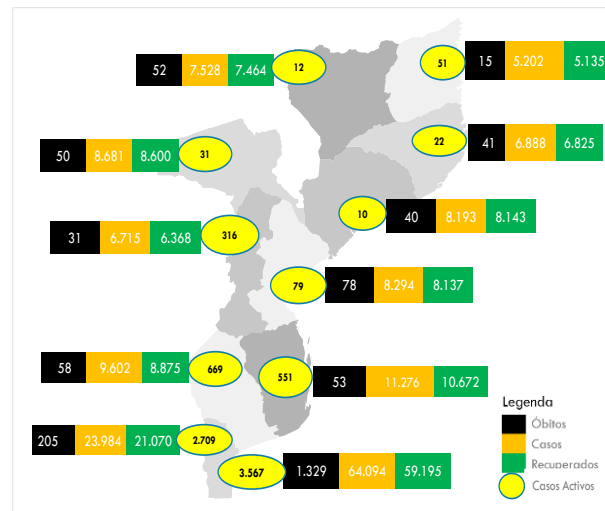 52 7.528 7.464 12
51 15 5.202 5.135
50 8.681 8.600 31
22 41 6.888 6.825
31 6.715 6.368 316
10 40 8.193 8.143
79 78 8.294 8.137
58 9.602 8.875 669
551 53 11.276 10.672
205 23.984 21.070 2.709
3.567 1.329 64.094 59.195
Legenda
Óbitos
Casos
Recuperados
Casos Activos